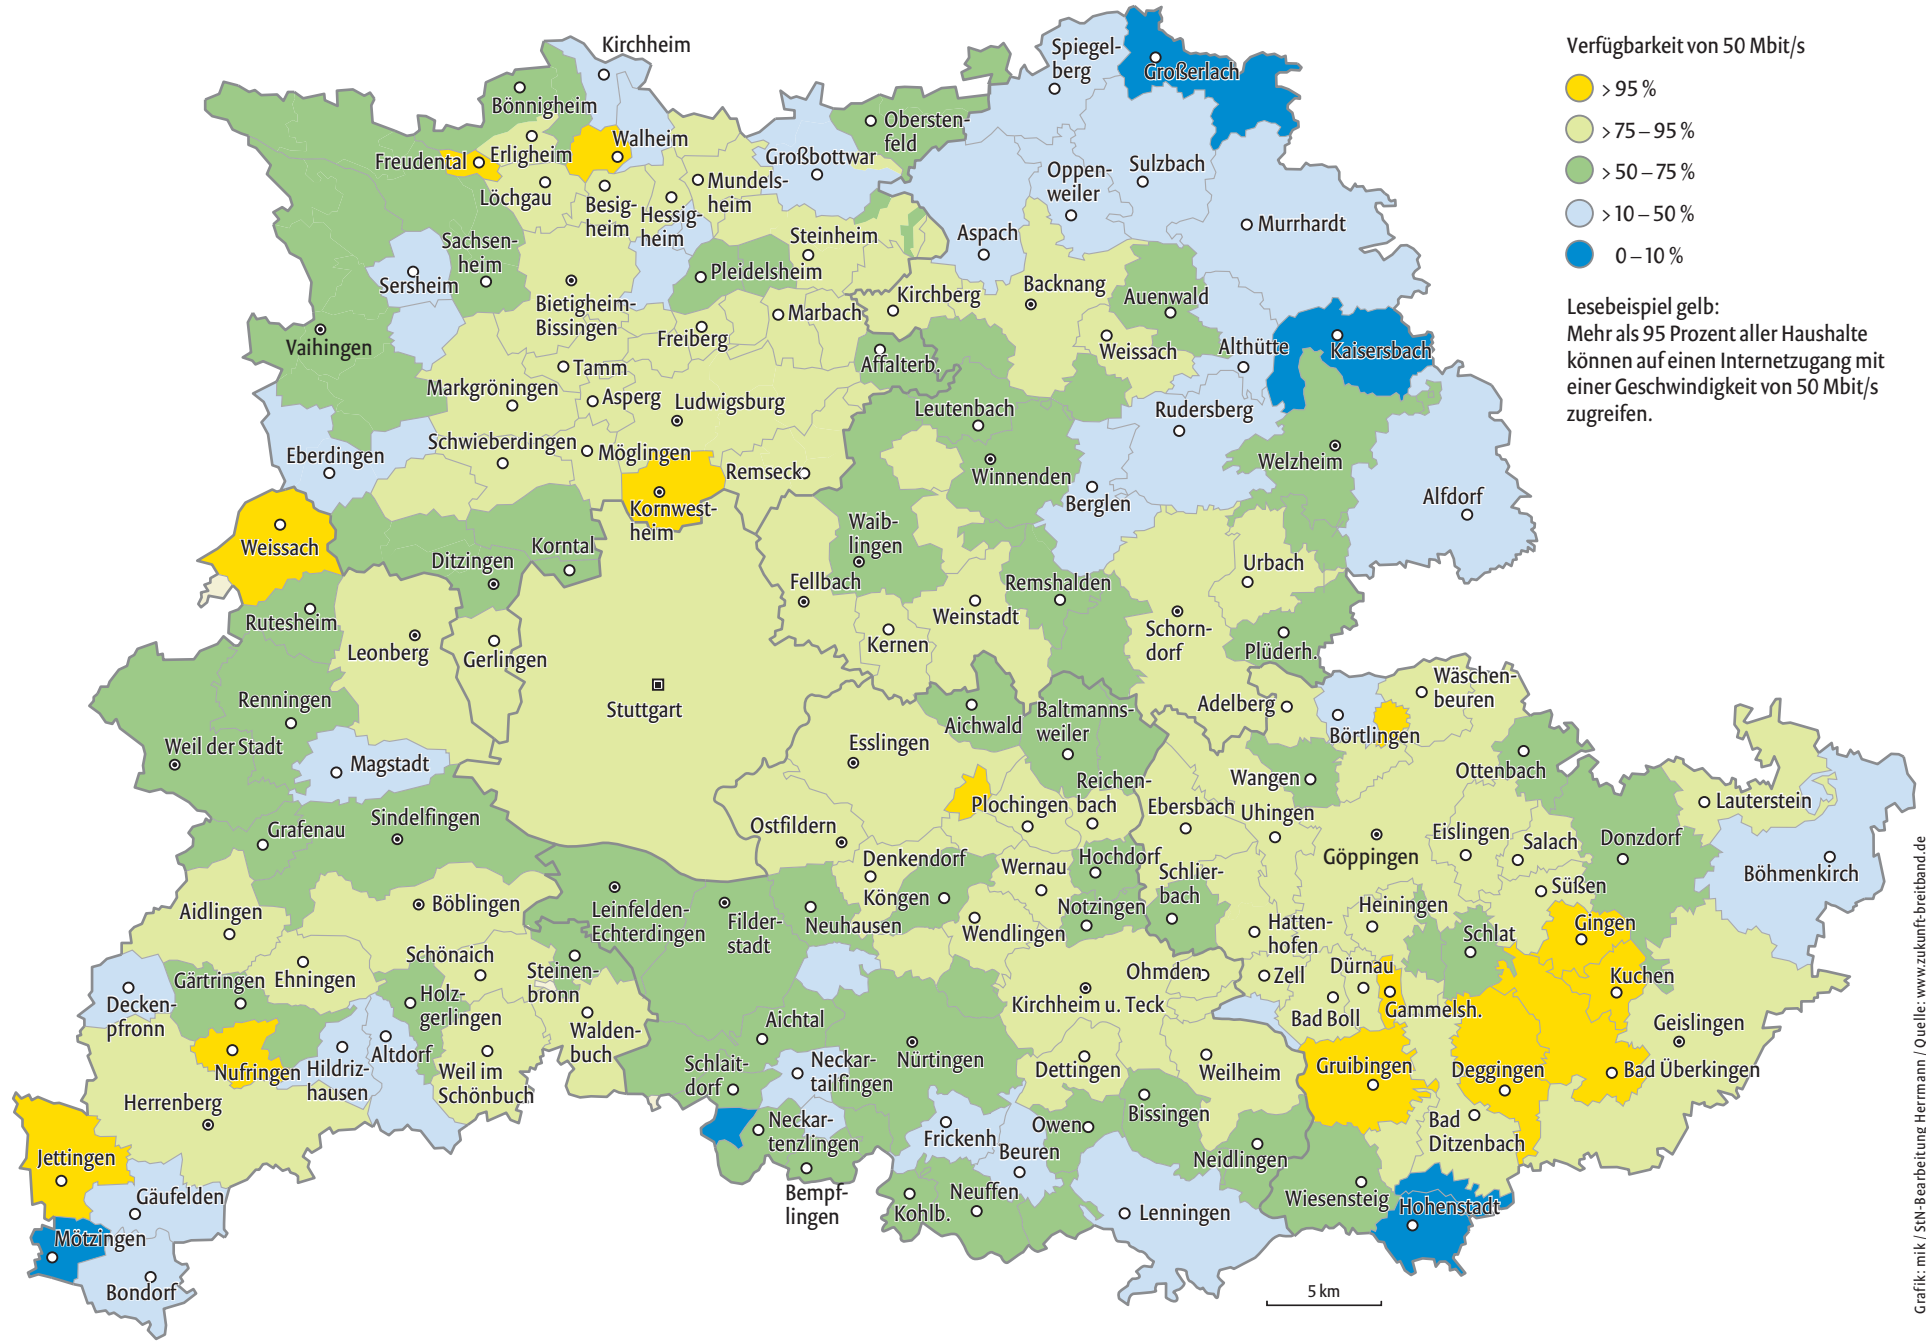 Verfügbarkeit von 50 Mbit/s
> 95 %
> 75 – 95 %
> 50 – 75 %
> 10 – 50 %
0 – 10 %
Lesebeispiel gelb:
Mehr als 95 Prozent aller Haushalte
können auf einen Internetzugang mit
einer Geschwindigkeit von 50 Mbit/s
zugreifen.
Kirchheim
Spiegel-
berg
Großerlach
Bönnigheim
Obersten-
feld
Walheim
Freudental
Erligheim
Großbottwar
Oppen-
weiler
Sulzbach
Löchgau
Besig-
heim
Hessig-
heim
Mundels-
heim
Murrhardt
Sachsen-
heim
Steinheim
Aspach
Sersheim
Pleidelsheim
Bietigheim-
Bissingen
Kirchberg
Backnang
Auenwald
Marbach
Vaihingen
Freiberg
Weissach
Althütte
Kaisersbach
Tamm
Affalterb.
Markgröningen
Asperg
Ludwigsburg
Leutenbach
Rudersberg
Schwieberdingen
Möglingen
Eberdingen
Remseck
Winnenden
Welzheim
Berglen
Alfdorf
Kornwest-
heim
Weissach
Waib-
lingen
Korntal
Ditzingen
Urbach
Fellbach
Remshalden
Weinstadt
Rutesheim
Schorn-
dorf
Kernen
Leonberg
Gerlingen
Plüderh.
Renningen
Stuttgart
Wäschen-
beuren
Adelberg
Baltmanns-
weiler
Aichwald
Börtlingen
Weil der Stadt
Esslingen
Magstadt
Wangen
Ottenbach
Reichen-
bach
Plochingen
Ebersbach
Uhingen
Lauterstein
Grafenau
Sindelfingen
Ostfildern
Eislingen
Salach
Donzdorf
Göppingen
Denkendorf
Wernau
Hochdorf
Schlier-
bach
Böhmenkirch
Süßen
Köngen
Aidlingen
Böblingen
Leinfelden-
Echterdingen
Filder-
stadt
Neuhausen
Notzingen
Heiningen
Wendlingen
Hatten-
hofen
Gingen
Schlat
Schönaich
Ehningen
Gärtringen
Steinen-
bronn
Ohmden
Zell
Dürnau
Kuchen
Decken-
pfronn
Holz-
gerlingen
Kirchheim u. Teck
Bad Boll
Gammelsh.
Walden-
buch
Aichtal
Geislingen
Nufringen
Hildriz-
hausen
Altdorf
Weil im
Schönbuch
Schlait-
dorf
Neckar-
tailfingen
Nürtingen
Dettingen
Weilheim
Gruibingen
Deggingen
Bad Überkingen
Herrenberg
Bissingen
Bad
Ditzenbach
Neckar-
tenzlingen
Frickenh.
Owen
Beuren
Jettingen
Neidlingen
Gäufelden
Bempf-
lingen
Kohlb.
Neuffen
Wiesensteig
Hohenstadt
Lenningen
Mötzingen
Bondorf
5 km
Grafik: mik / StN-Bearbeitung Herrmann / Quelle: www.zukunft-breitband.de